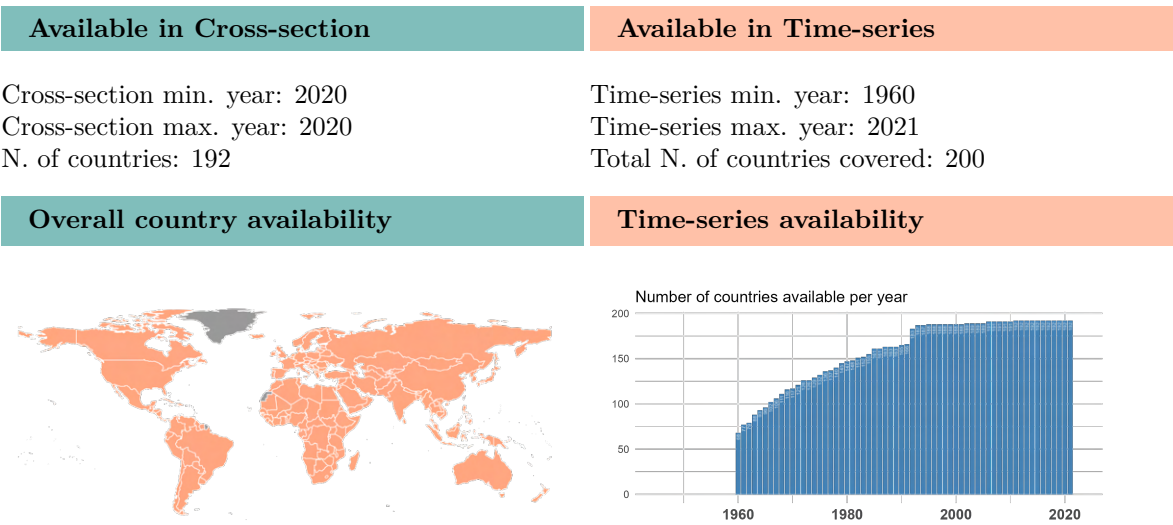 Available in Cross-section
Available in Time-series
Cross-section min. year: 2020
Cross-section max. year: 2020
N. of countries: 192
Time-series min. year: 1960
Time-series max. year: 2021
Total N. of countries covered: 200
Overall country availability
Time-series availability
Number of countries available per year
200
150
100
50
0
1960 1980 2000 2020